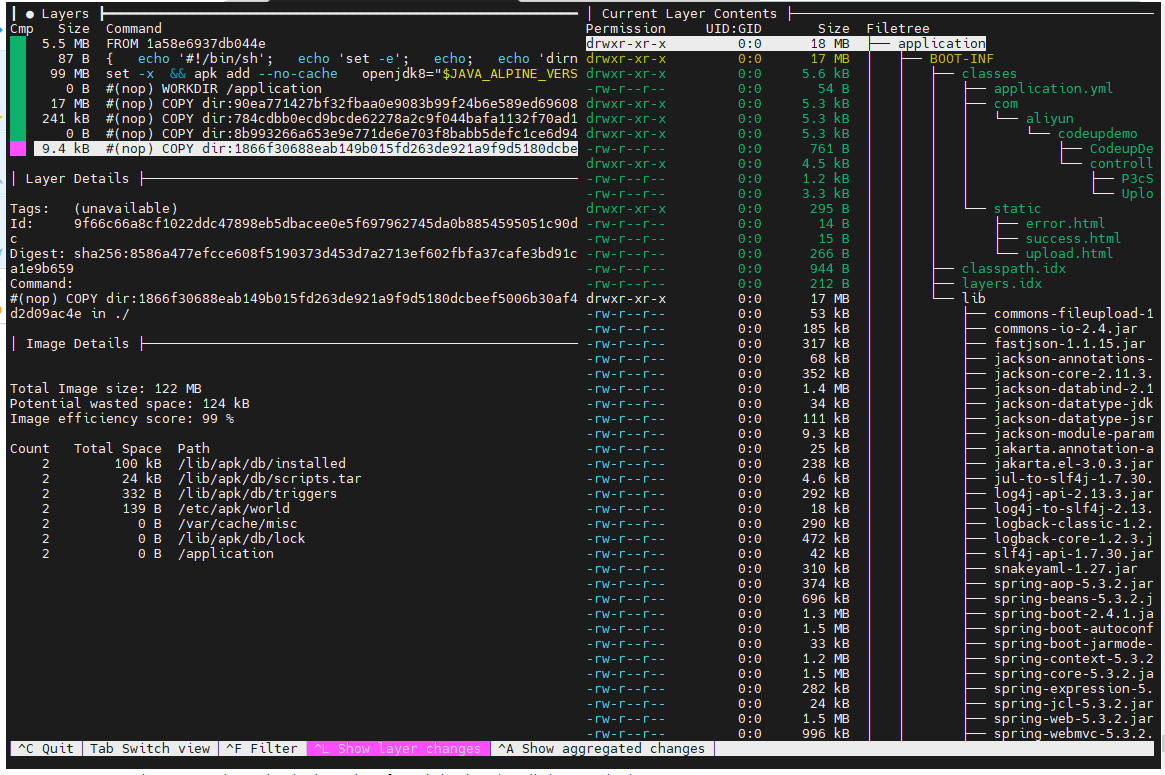 ● Layers
Cmp Size Command
5.5 MB FROM 1a58e6937db044e
87 B { echo '#!/bin/sh'; echo 'set -e'; echo; echo 'dirn
99 MB set -x && apk add --no-cache openjdk8="$JAVA_ALPINE_VERS
0 B #(nop) WORKDIR /application
17 MB #(nop) COPY dir:90ea771427bf32fbaa0e9083b99f24b6e589ed69608
241 kB #(nop) COPY dir:784cdbb0ecd9bcde62278a2c9f044bafa1132f70ad1
0 B #(nop) COPY dir:8b993266a653e9e771de6e703f8babb5defc1ce6d94
9.4 kB #(nop) COPY dir:1866f30688eab149b015fd263de921a9f9d5180dcbe
Layer Details
Tags: (unavailable)
Id: 9f66c66a8cf1022ddc47898eb5dbacee0e5f697962745da0b8854595051c90d
c
Digest: sha256:8586a477efcce608f5190373d453d7a2713ef602fbfa37cafe3bd91c
a1e9b659
Command:
#(nop) COPY dir:1866f30688eab149b015fd263de921a9f9d5180dcbeef5006b30af4
d2d09ac4e in ./
Image Details
Total Image size: 122 MB
Potential wasted space: 124 kB
Image efficiency score: 99 %
Count Total Space Path
2 100 kB /lib/apk/db/installed
2 24 kB /lib/apk/db/scripts.tar
2 332 B /lib/apk/db/triggers
2 139 B /etc/apk/world
2 0 B /var/cache/misc
2 0 B /lib/apk/db/lock
2 0 B /application
Current Layer Contents
Permission UID:GID Size Filetree
drwxr-xr-x 0:0 18 MB application
drwxr-xr-x 0:0 17 MB BOOT-INF
drwxr-xr-x 0:0 5.6 kB classes
-rw-r--r-- 0:0 54 B application.yml
drwxr-xr-x 0:0 5.3 kB com
drwxr-xr-x 0:0 5.3 kB aliyun
drwxr-xr-x 0:0 5.3 kB codeupdemo
-rw-r--r-- 0:0 761 B CodeupDe
drwxr-xr-x 0:0 4.5 kB controll
-rw-r--r-- 0:0 1.2 kB P3cS
-rw-r--r-- 0:0 3.3 kB Uplo
drwxr-xr-x 0:0 295 B static
-rw-r--r-- 0:0 14 B error.html
-rw-r--r-- 0:0 15 B success.html
-rw-r--r-- 0:0 266 B upload.html
-rw-r--r-- 0:0 944 B classpath.idx
-rw-r--r-- 0:0 212 B layers.idx
drwxr-xr-x 0:0 17 MB lib
-rw-r--r-- 0:0 53 kB commons-fileupload-1
-rw-r--r-- 0:0 185 kB commons-io-2.4.jar
-rw-r--r-- 0:0 317 kB fastjson-1.1.15.jar
-rw-r--r-- 0:0 68 kB jackson-annotations-
-rw-r--r-- 0:0 352 kB jackson-core-2.11.3.
-rw-r--r-- 0:0 1.4 MB jackson-databind-2.1
-rw-r--r-- 0:0 34 kB jackson-datatype-jdk
-rw-r--r-- 0:0 111 kB jackson-datatype-jsr
-rw-r--r-- 0:0 9.3 kB jackson-module-param
-rw-r--r-- 0:0 25 kB jakarta.annotation-a
-rw-r--r-- 0:0 238 kB jakarta.el-3.0.3.jar
-rw-r--r-- 0:0 4.6 kB jul-to-slf4j-1.7.30.
-rw-r--r-- 0:0 292 kB log4j-api-2.13.3.jar
-rw-r--r-- 0:0 18 kB log4j-to-slf4j-2.13.
-rw-r--r-- 0:0 290 kB logback-classic-1.2.
-rw-r--r-- 0:0 472 kB logback-core-1.2.3.j
-rw-r--r-- 0:0 42 kB slf4j-api-1.7.30.jar
-rw-r--r-- 0:0 310 kB snakeyaml-1.27.jar
-rw-r--r-- 0:0 374 kB spring-aop-5.3.2.jar
-rw-r--r-- 0:0 696 kB spring-beans-5.3.2.j
-rw-r--r-- 0:0 1.3 MB spring-boot-2.4.1.ja
-rw-r--r-- 0:0 1.5 MB spring-boot-autoconf
-rw-r--r-- 0:0 33 kB spring-boot-jarmode-
-rw-r--r-- 0:0 1.2 MB spring-context-5.3.2
-rw-r--r-- 0:0 1.5 MB spring-core-5.3.2.ja
-rw-r--r-- 0:0 282 kB spring-expression-5.
-rw-r--r-- 0:0 24 kB spring-jcl-5.3.2.jar
-rw-r--r-- 0:0 1.5 MB spring-web-5.3.2.jar
-rw-r--r-- 0:0 996 kB spring-webmvc-5.3.2.
^C Quit Tab Switch view ^F Filter ^L Show layer changes ^A Show aggregated changes